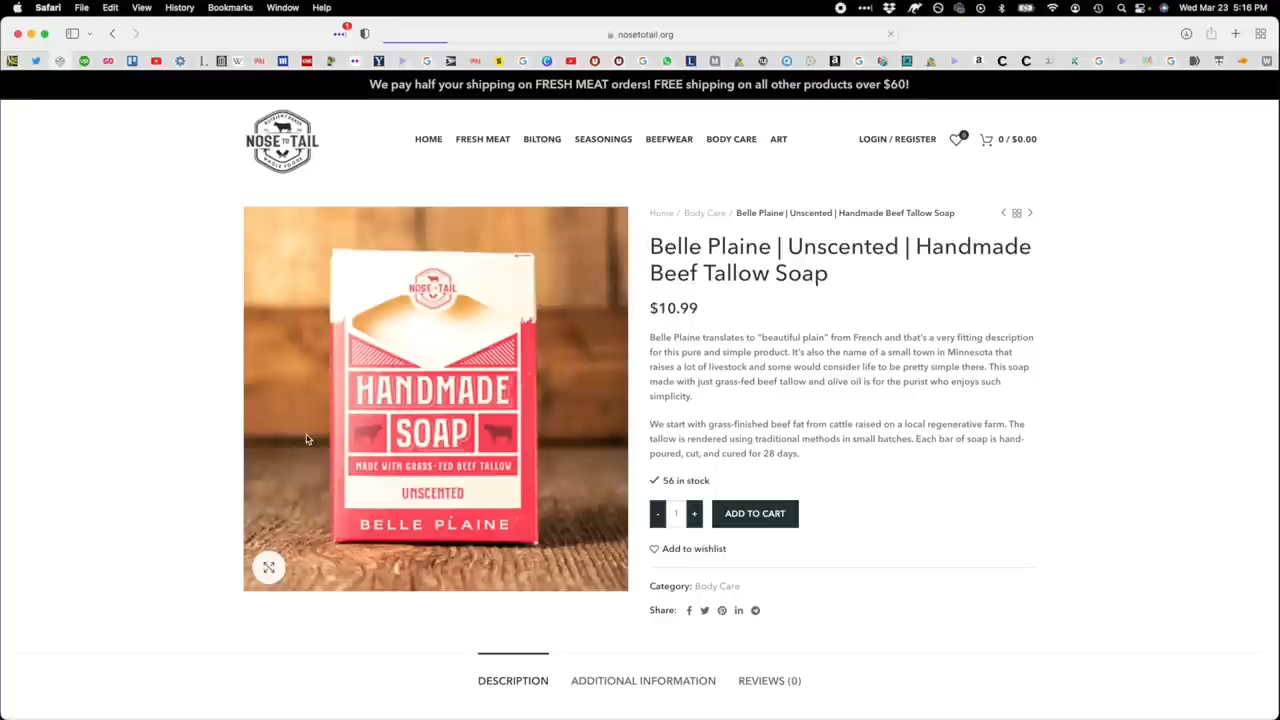 Safari File Edit View History Bookmarks Window Help
Wed Mar 23 5:16 PM
1
nosetotail.org
We pay half your shipping on FRESH MEAT orders! FREE shipping on all other products over $60!
NUTRIENT DENSE
NOSE TO TAIL
WHOLE FOODS
HOME FRESH MEAT BILTONG SEASONINGS BEEFWEAR BODY CARE ART
LOGIN / REGISTER 0 0 / $0.00
Home / Body Care / Belle Plaine | Unscented | Handmade Beef Tallow Soap
Belle Plaine | Unscented | Handmade
Beef Tallow Soap
$10.99
Belle Plaine translates to "beautiful plain" from French and that's a very fitting description
for this pure and simple product. It's also the name of a small town in Minnesota that
raises a lot of livestock and some would consider life to be pretty simple there. This soap
made with just grass-fed beef tallow and olive oil is for the purist who enjoys such
simplicity.
We start with grass-finished beef fat from cattle raised on a local regenerative farm. The
tallow is rendered using traditional methods in small batches. Each bar of soap is hand-
poured, cut, and cured for 28 days.
56 in stock
- 1 + ADD TO CART
Add to wishlist
Category: Body Care
Share:
NOSE TO TAIL
HANDMADE
SOAP
MADE WITH GRASS-FED BEEF TALLOW
UNSCENTED
BELLE PLAINE
DESCRIPTION ADDITIONAL INFORMATION REVIEWS (0)